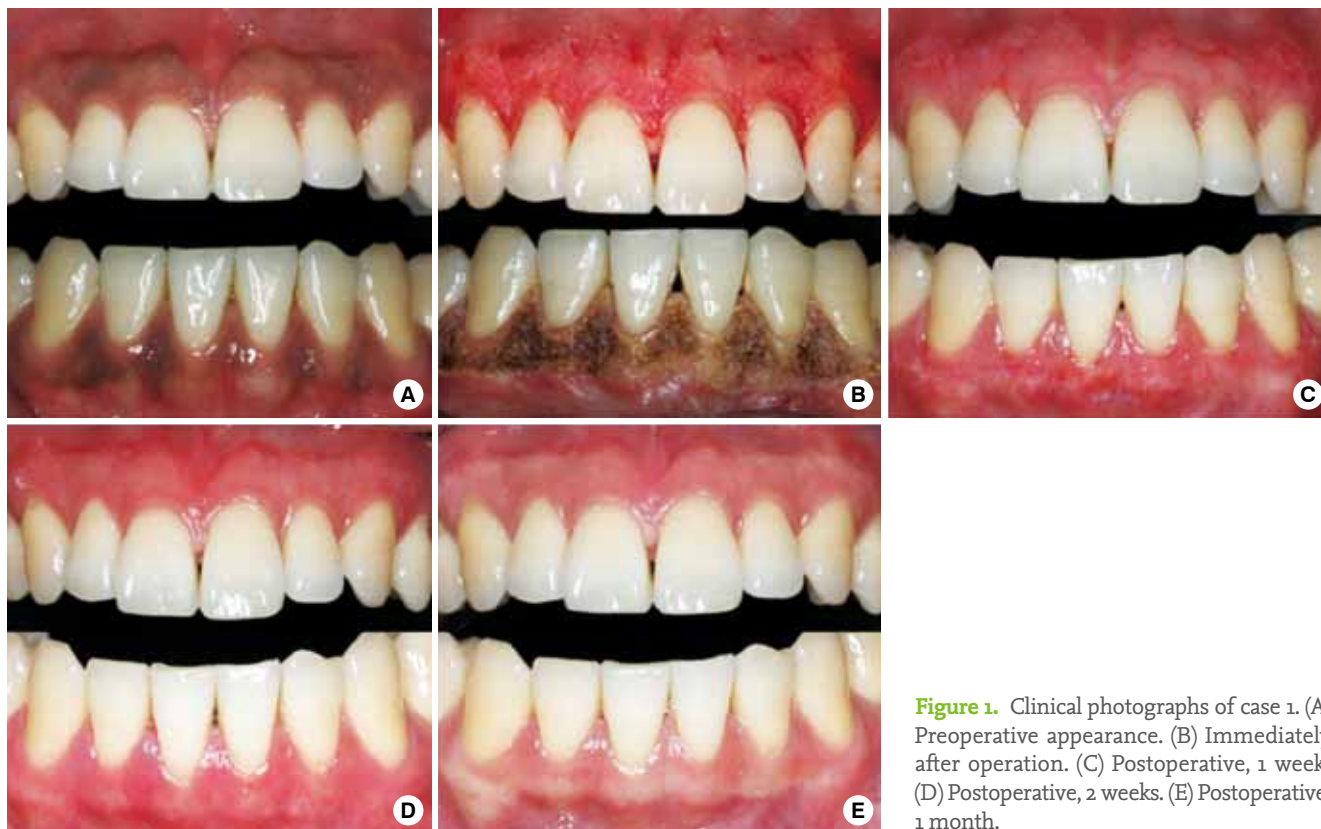 A
B
C
D
E
Figure 1. Clinical photographs of case 1. (A
Preoperative appearance. (B) Immediatel
after operation. (C) Postoperative, 1 week
(D) Postoperative, 2 weeks. (E) Postoperative
1 month.